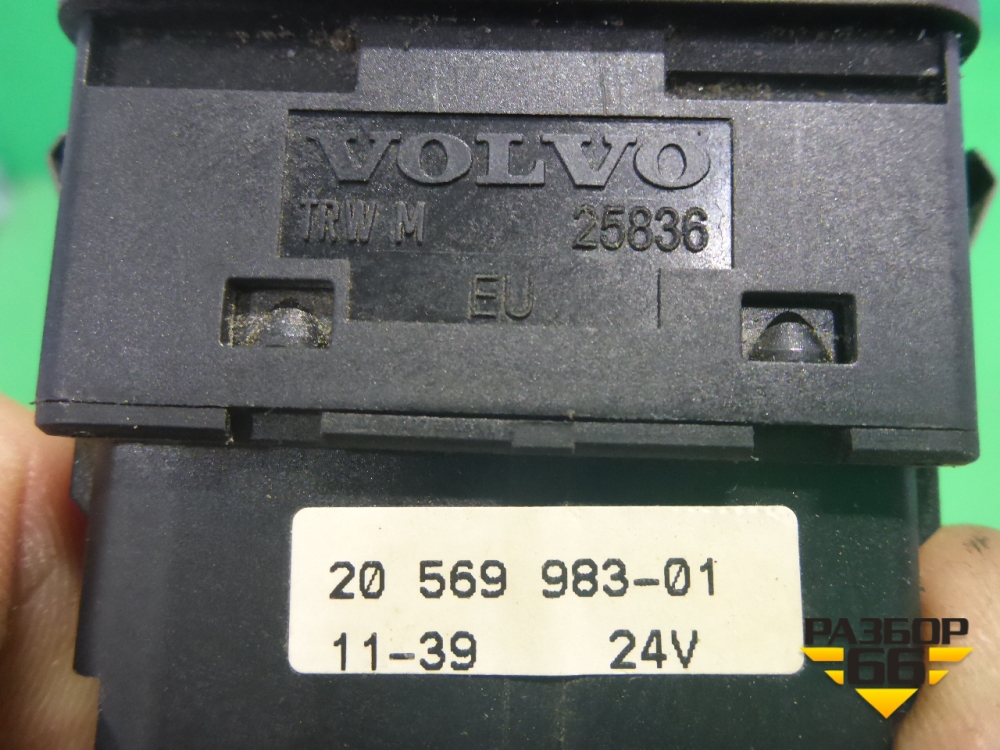 VOLVO
TRW M 25836
EU
20 569 983-01
11-39 24V
РАЗБОР
66